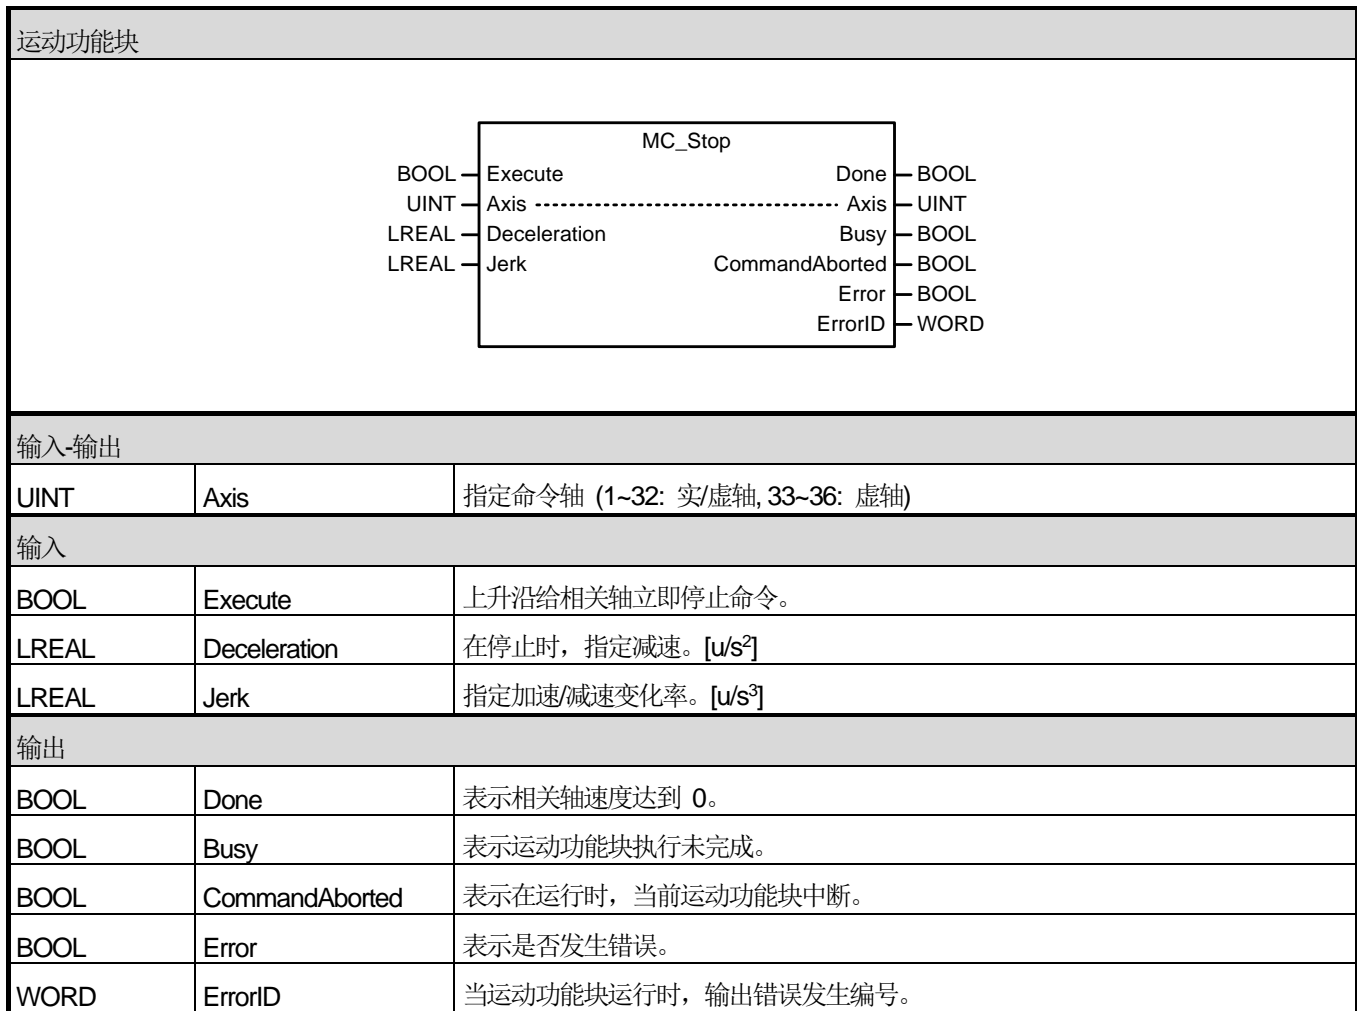 运动功能块
MC_Stop
BOOL Execute Done BOOL
UINT Axis Axis UINT
LREAL Deceleration Busy BOOL
LREAL Jerk CommandAborted BOOL
Error BOOL
ErrorID WORD
输入-输出
UINT Axis 指定命令轴 (1~32: 实/虚轴, 33~36: 虚轴)
输入
BOOL Execute 上升沿给相关轴立即停止命令。
LREAL Deceleration 在停止时，指定减速。[u/s²]
LREAL Jerk 指定加速/减速变化率。[u/s³]
输出
BOOL Done 表示相关轴速度达到 0。
BOOL Busy 表示运动功能块执行未完成。
BOOL CommandAborted 表示在运行时，当前运动功能块中断。
BOOL Error 表示是否发生错误。
WORD ErrorID 当运动功能块运行时，输出错误发生编号。